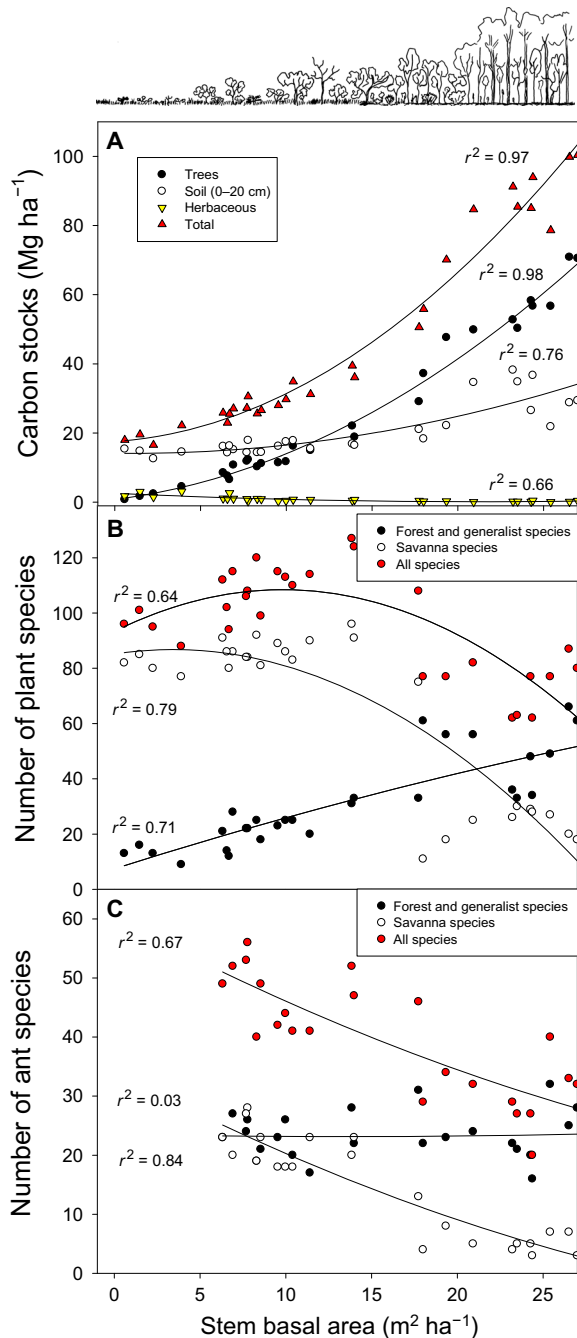 A
Trees
Soil (0–20 cm)
Herbaceous
Total
r² = 0.97
r² = 0.98
r² = 0.76
r² = 0.66
Carbon stocks (Mg ha⁻¹)
100
80
60
40
20
0
B
Forest and generalist species
Savanna species
All species
r² = 0.64
r² = 0.79
r² = 0.71
Number of plant species
120
100
80
60
40
20
0
C
Forest and generalist species
Savanna species
All species
r² = 0.67
r² = 0.03
r² = 0.84
Number of ant species
60
50
40
30
20
10
0
0 5 10 15 20 25
Stem basal area (m² ha⁻¹)